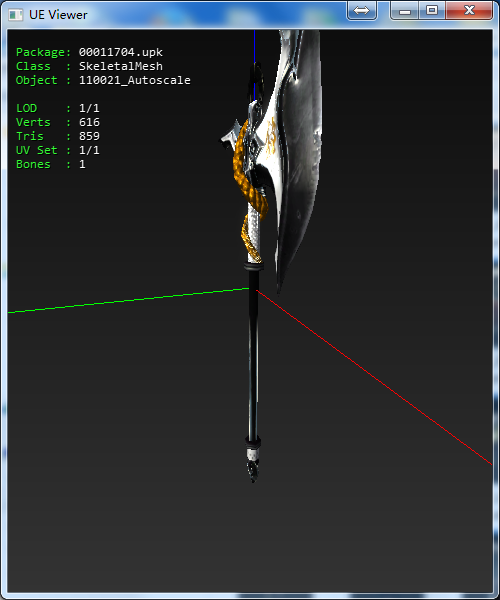 UE Viewer
Package: 00011704.upk
Class : SkeletalMesh
Object : 110021_Autoscale
LOD : 1/1
Verts : 616
Tris : 859
UV Set : 1/1
Bones : 1